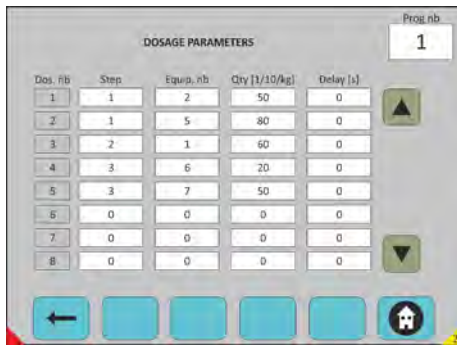 Prog nb
DOSAGE PARAMETERS
1
Dos. nb Step Equip. nb Qty [1/10/kg] Delay [s]
1 1 2 50 0
2 1 5 80 0
3 2 1 60 0
4 3 6 20 0
5 3 7 50 0
6 0 0 0 0
7 0 0 0 0
8 0 0 0 0